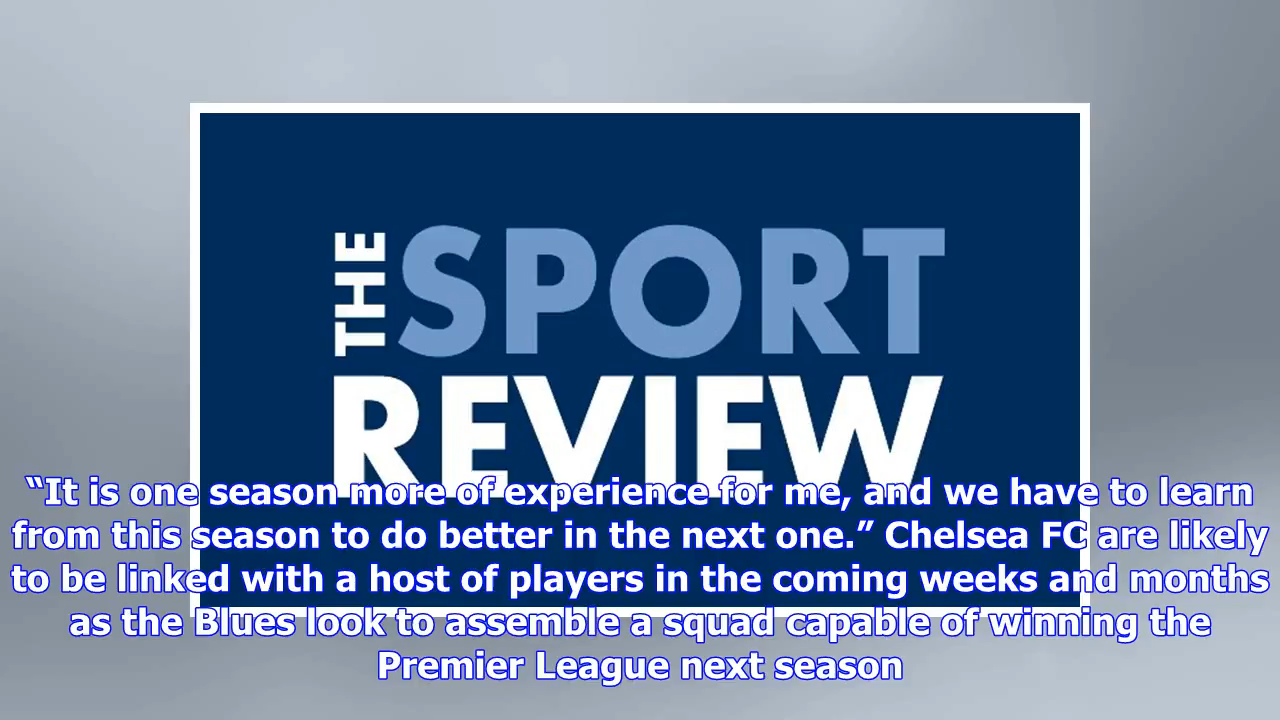 THE
SPORT
REVIEW
“It is one season more of experience for me, and we have to learn
from this season to do better in the next one.” Chelsea FC are likely
to be linked with a host of players in the coming weeks and months
as the Blues look to assemble a squad capable of winning the
Premier League next season